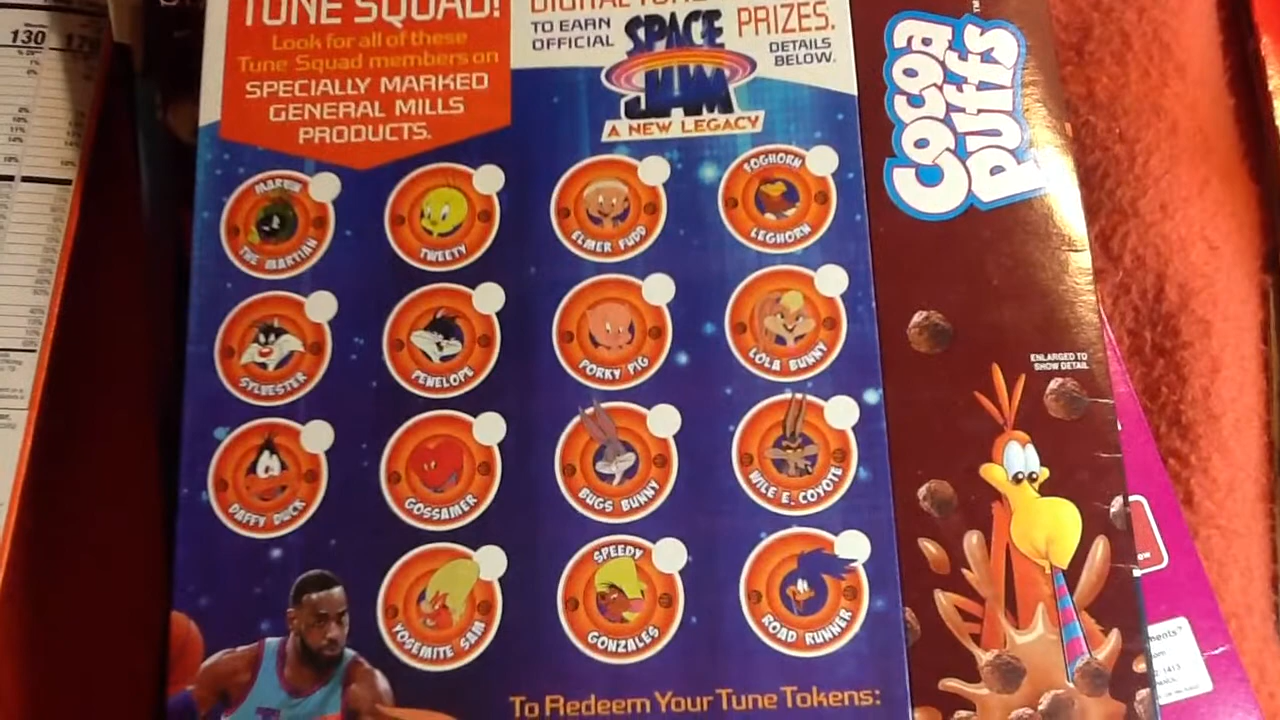 TUNE SQUAD!
Look for all of these
Tune Squad members on
SPECIALLY MARKED
GENERAL MILLS
PRODUCTS.
TO EARN
OFFICIAL
SPACE
JAM
A NEW LEGACY
PRIZES.
DETAILS
BELOW.
MARVIN
THE MARTIAN
TWEETY
ELMER FUDD
FOGHORN
LEGHORN
SYLVESTER
PENELOPE
PORKY PIG
LOLA BUNNY
DAFFY DUCK
GOSSAMER
BUGS BUNNY
WILE E. COYOTE
YOSEMITE SAM
SPEEDY
GONZALES
ROAD RUNNER
To Redeem Your Tune Tokens:
Cocoa
Puffs™
ENLARGED TO
SHOW DETAIL
130